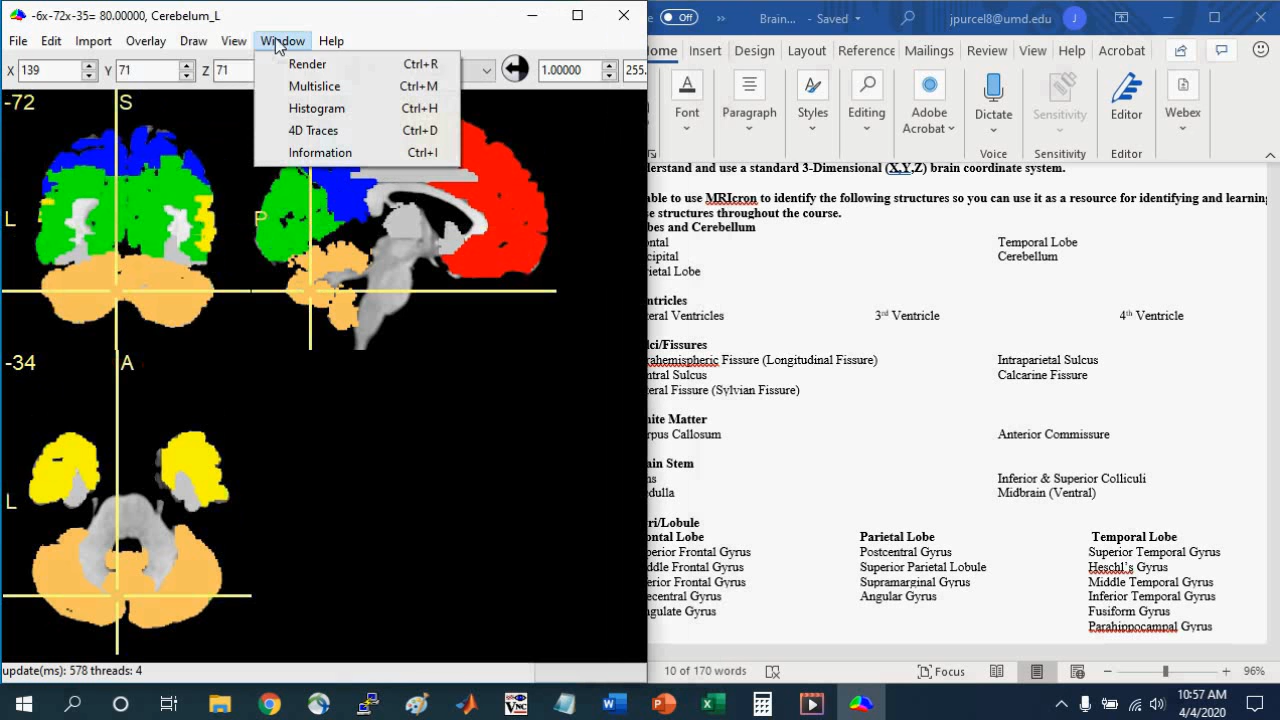 -6x-72x-35= 80.00000, Cerebelum_L
File Edit Import Overlay Draw View Window Help
X 139 Y 71 Z 71 1.00000 255.
Render Ctrl+R
Multislice Ctrl+M
Histogram Ctrl+H
4D Traces Ctrl+D
Information Ctrl+I
-72 S
L P
-34 A
L
update(ms): 578 threads: 4
Off Brain... - Saved jpurcel8@umd.edu J
ome Insert Design Layout Reference Mailings Review View Help Acrobat
Font Paragraph Styles Editing Adobe Acrobat Dictate Sensitivity Editor Webex
Voice Sensitivity Editor Webex
derstand and use a standard 3-Dimensional (X,Y,Z) brain coordinate system.
able to use MRIcron to identify the following structures so you can use it as a resource for identifying and learning
se structures throughout the course.
bes and Cerebellum
ontal Temporal Lobe
cipital Cerebellum
rietal Lobe
ntricles
teral Ventricles 3rd Ventricle 4th Ventricle
lci/Fissures
rahemispheric Fissure (Longitudinal Fissure) Intraparietal Sulcus
ntral Sulcus Calcarine Fissure
teral Fissure (Sylvian Fissure)
hite Matter
rpus Callosum Anterior Commissure
ain Stem
ns Inferior & Superior Colliculi
edulla Midbrain (Ventral)
ri/Lobule
ontal Lobe Parietal Lobe Temporal Lobe
perior Frontal Gyrus Postcentral Gyrus Superior Temporal Gyrus
ddle Frontal Gyrus Superior Parietal Lobule Heschl's Gyrus
erior Frontal Gyrus Supramarginal Gyrus Middle Temporal Gyrus
ecentral Gyrus Angular Gyrus Inferior Temporal Gyrus
ngulate Gyrus Fusiform Gyrus
Parahippocampal Gyrus
10 of 170 words Focus 96%
10:57 AM
4/4/2020